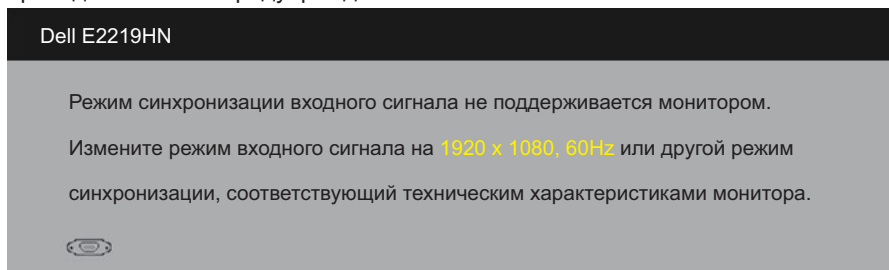 Dell E2219HN
Режим синхронизации входного сигнала не поддерживается монитором.
Измените режим входного сигнала на 1920 x 1080, 60Hz или другой режим
синхронизации, соответствующий техническим характеристиками монитора.